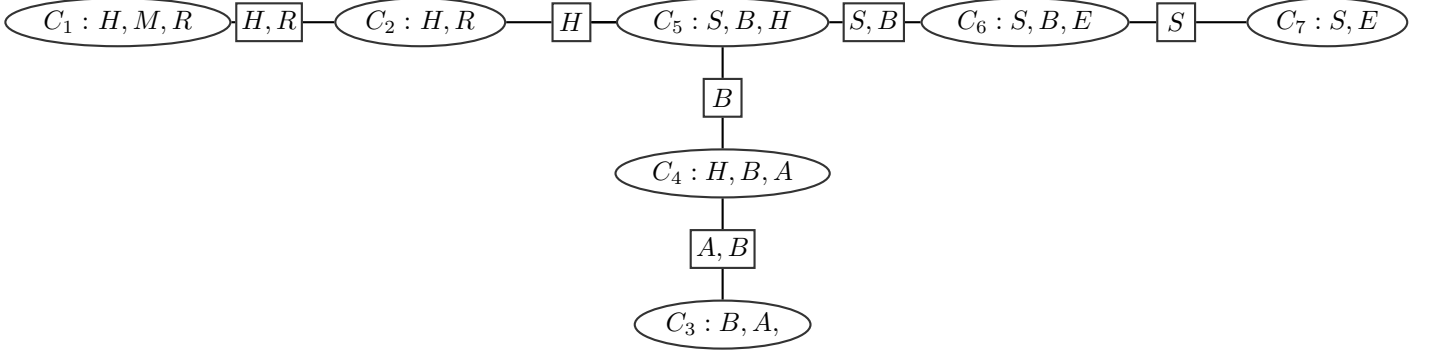 C₁ : H, M, R H, R C₂ : H, R H C₅ : S, B, H S, B C₆ : S, B, E S C₇ : S, E
B
C₄ : H, B, A
A, B
C₃ : B, A,